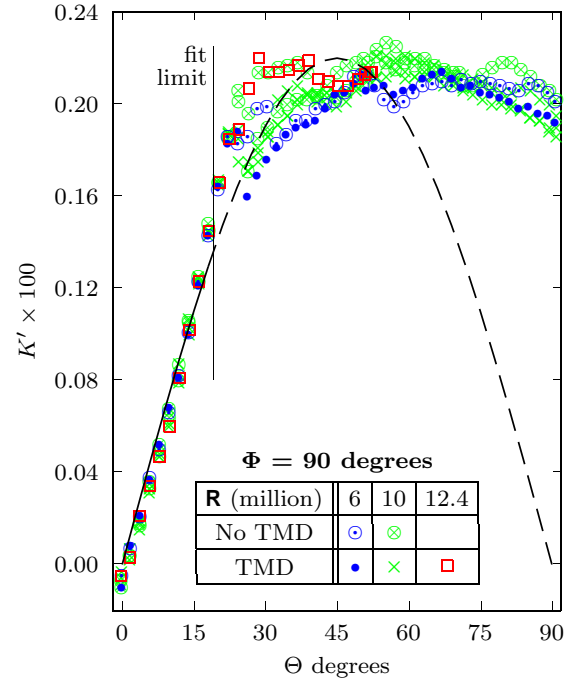 0.24
0.20
0.16
0.12
0.08
0.04
0.00
K′ × 100
fit
limit
Φ = 90 degrees
R (million) 6 10 12.4
No TMD
TMD
0 15 30 45 60 75 90
Θ degrees